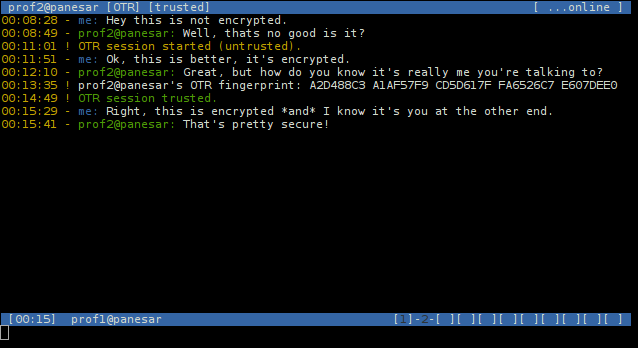 prof2@panesar [OTR] [trusted] [ ...online ]
00:08:28 - me: Hey this is not encrypted.
00:08:49 - prof2@panesar: Well, thats no good is it?
00:11:01 ! OTR session started (untrusted).
00:11:51 - me: Ok, this is better, it's encrypted.
00:12:10 - prof2@panesar: Great, but how do you know it's really me you're talking to?
00:13:35 ! prof2@panesar's OTR fingerprint: A2D488C3 A1AF57F9 CD5D617F FA6526C7 E607DEE0
00:14:49 ! OTR session trusted.
00:15:29 - me: Right, this is encrypted *and* I know it's you at the other end.
00:15:41 - prof2@panesar: That's pretty secure!
[00:15] prof1@panesar [1]-2-[ ][ ][ ][ ][ ][ ][ ][ ][ ][ ]